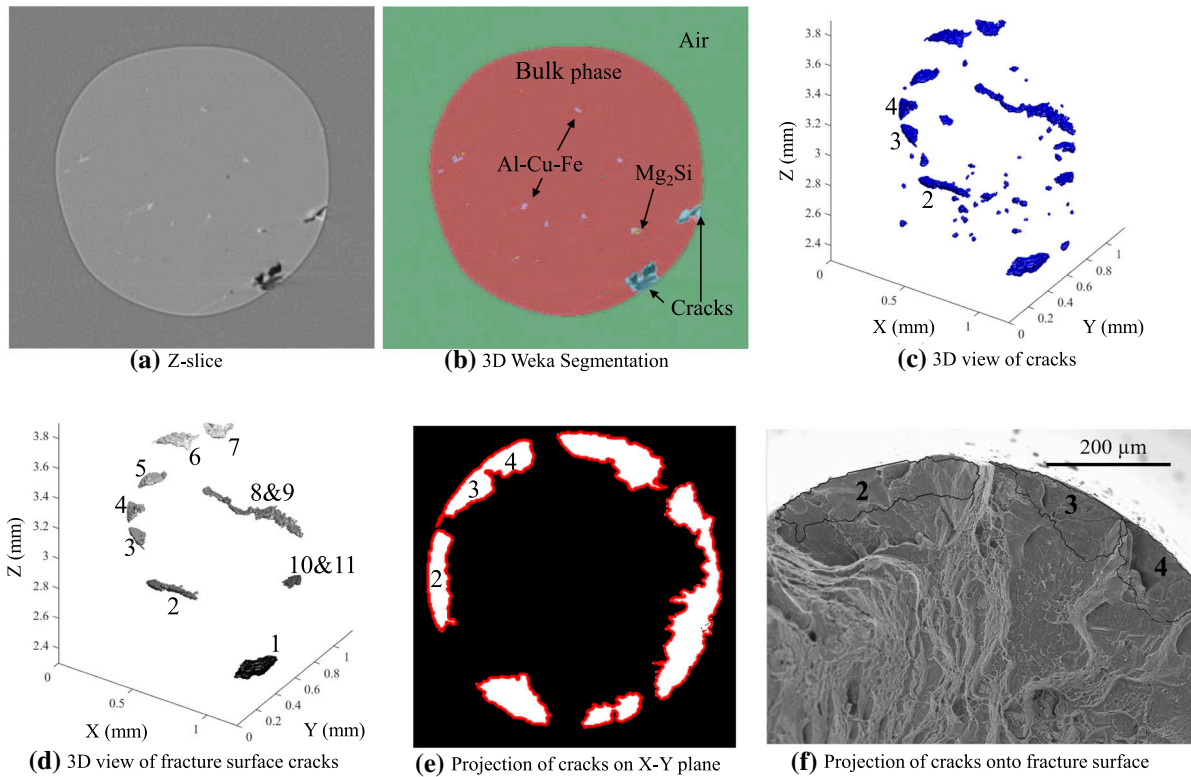 Air
Bulk phase
Al-Cu-Fe
Mg₂Si
Cracks
(a) Z-slice
(b) 3D Weka Segmentation
3.8
3.6
3.4
3.2
3
2.8
2.6
2.4
Z (mm)
4
3
2
0
0.5
1
X (mm)
0
0.2
0.4
0.6
0.8
1
Y (mm)
(c) 3D view of cracks
3.8
3.6
3.4
3.2
3
2.8
2.6
2.4
Z (mm)
7
6
5
8&9
4
3
10&11
2
1
0
0.5
1
X (mm)
0
0.2
0.4
0.6
0.8
1
Y (mm)
(d) 3D view of fracture surface cracks
4
3
2
(e) Projection of cracks on X-Y plane
200 µm
2
3
4
(f) Projection of cracks onto fracture surface